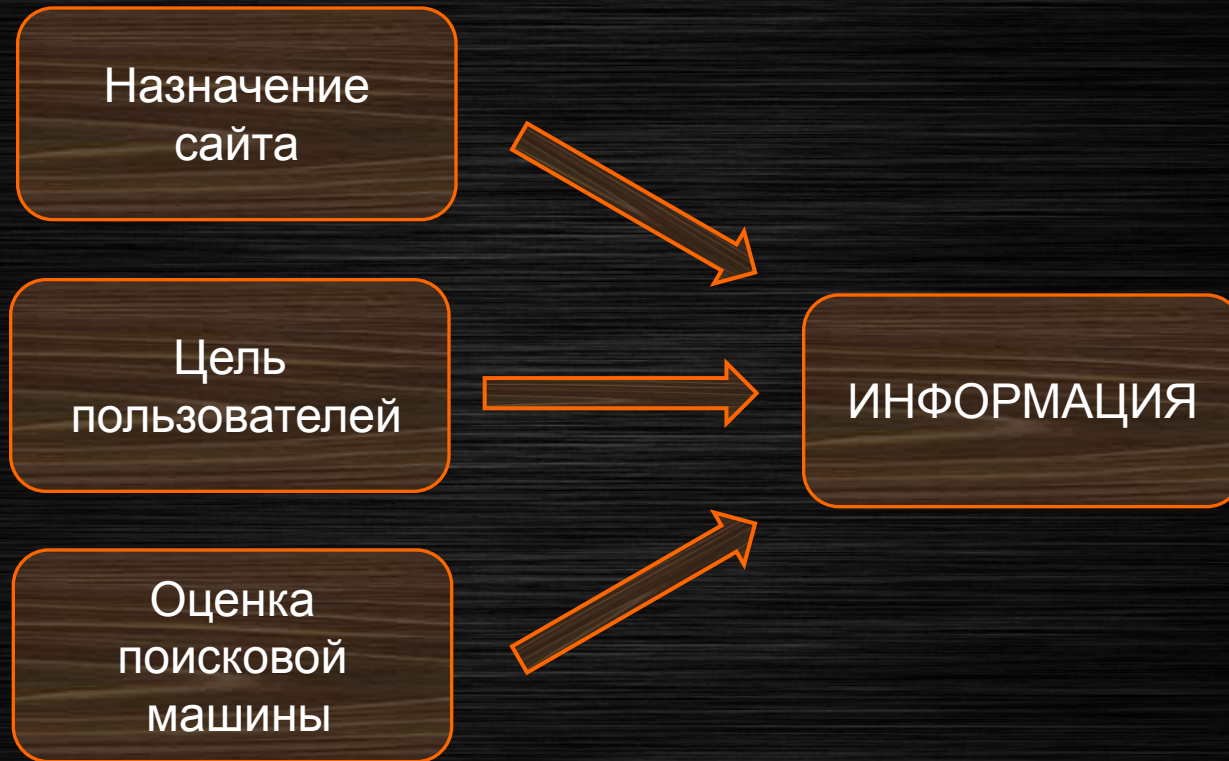 Назначение
сайта
Цель
пользователей
ИНФОРМАЦИЯ
Оценка
поисковой
машины